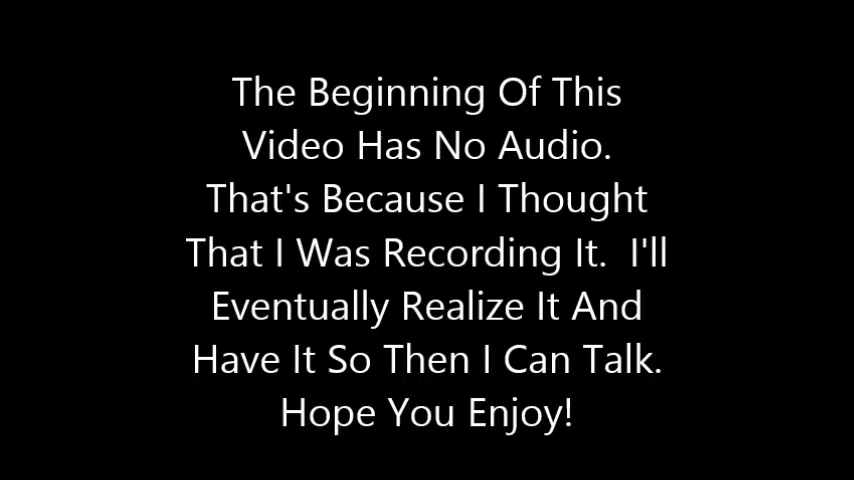 The Beginning Of This
Video Has No Audio.
That's Because I Thought
That I Was Recording It.  I'll
Eventually Realize It And
Have It So Then I Can Talk.
Hope You Enjoy!